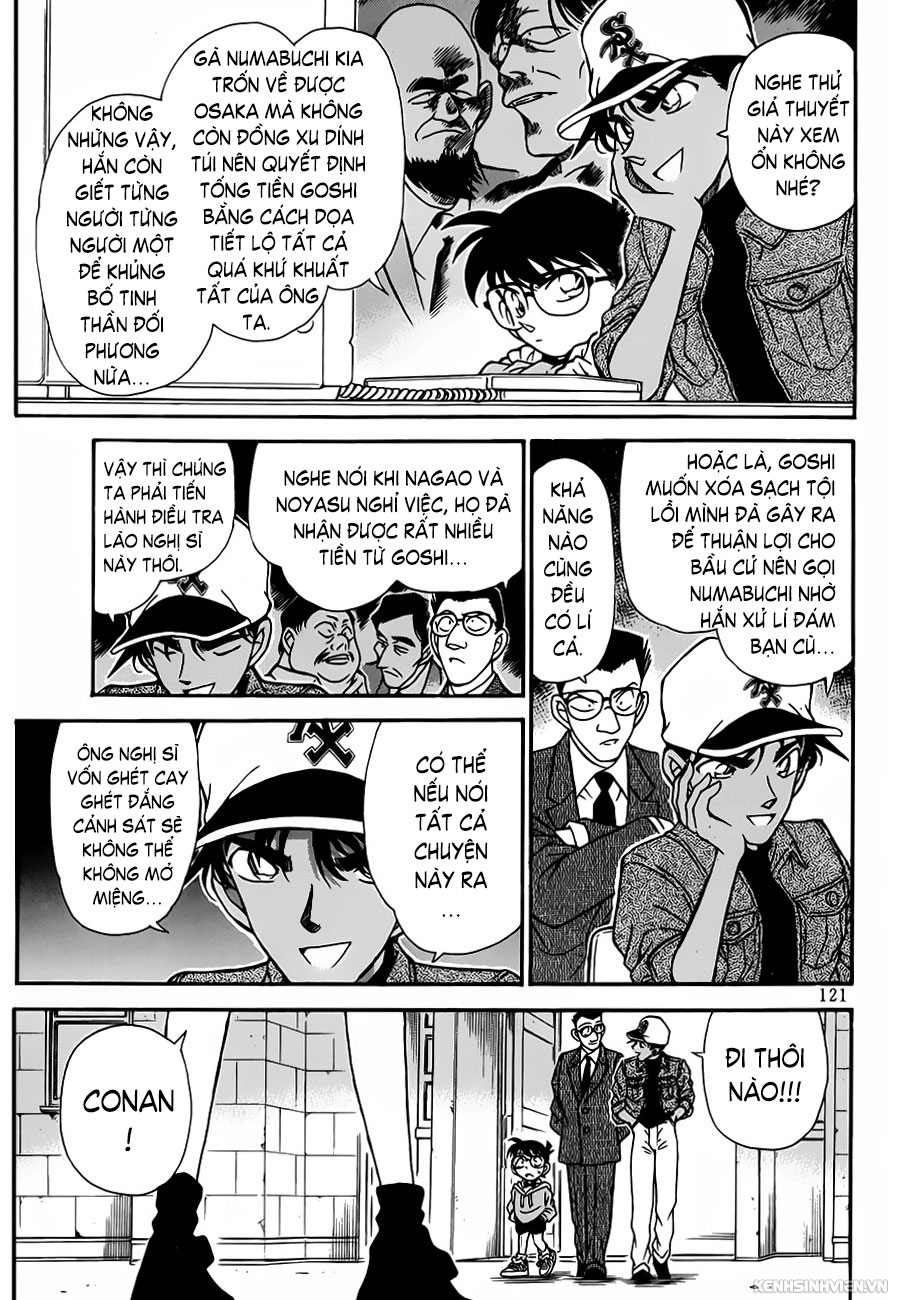 NGHE THỬ
GIẢ THUYẾT
NÀY XEM
ỔN KHÔNG
NHÉ?
GÃ NUMABUCHI KIA
TRỐN VỀ ĐƯỢC
OSAKA MÀ KHÔNG
CÒN ĐỒNG XU DÍNH
TÚI NÊN QUYẾT ĐỊNH
TỐNG TIỀN GOSHI
BẰNG CÁCH DỌA
TIẾT LỘ TẤT CẢ
QUÁ KHỨ KHUẤT
TẤT CỦA ÔNG
TA.
KHÔNG
NHỮNG VẬY,
HẮN CÒN
GIẾT TỪNG
NGƯỜI TỪNG
NGƯỜI MỘT
ĐỂ KHỦNG
BỐ TINH
THẦN ĐỐI
PHƯƠNG
NỮA...
HOẶC LÀ, GOSHI
MUỐN XÓA SẠCH TỘI
LỖI MÌNH ĐÃ GÂY RA
ĐỂ THUẬN LỢI CHO
BẦU CỬ NÊN GỌI
NUMABUCHI NHỜ
HẮN XỬ LÍ ĐÁM
BẠN CŨ...
KHẢ
NĂNG
NÀO
CŨNG
ĐỀU
CÓ LÍ
CẢ.
NGHE NÓI KHI NAGAO VÀ
NOYASU NGHỈ VIỆC, HỌ ĐÃ
NHẬN ĐƯỢC RẤT NHIỀU
TIỀN TỪ GOSHI...
VẬY THÌ CHÚNG
TA PHẢI TIẾN
HÀNH ĐIỀU TRA
LÃO NGHỊ SĨ
NÀY THÔI.
CÓ THỂ
NẾU NÓI
TẤT CẢ
CHUYỆN
NÀY RA
...
ÔNG NGHỊ SĨ
VỐN GHÉT CAY
GHÉT ĐẮNG
CẢNH SÁT SẼ
KHÔNG THỂ
KHÔNG MỞ
MIỆNG...
121
ĐI THÔI
NÀO!!!
CONAN
!
KENHSINHVIEN.VN